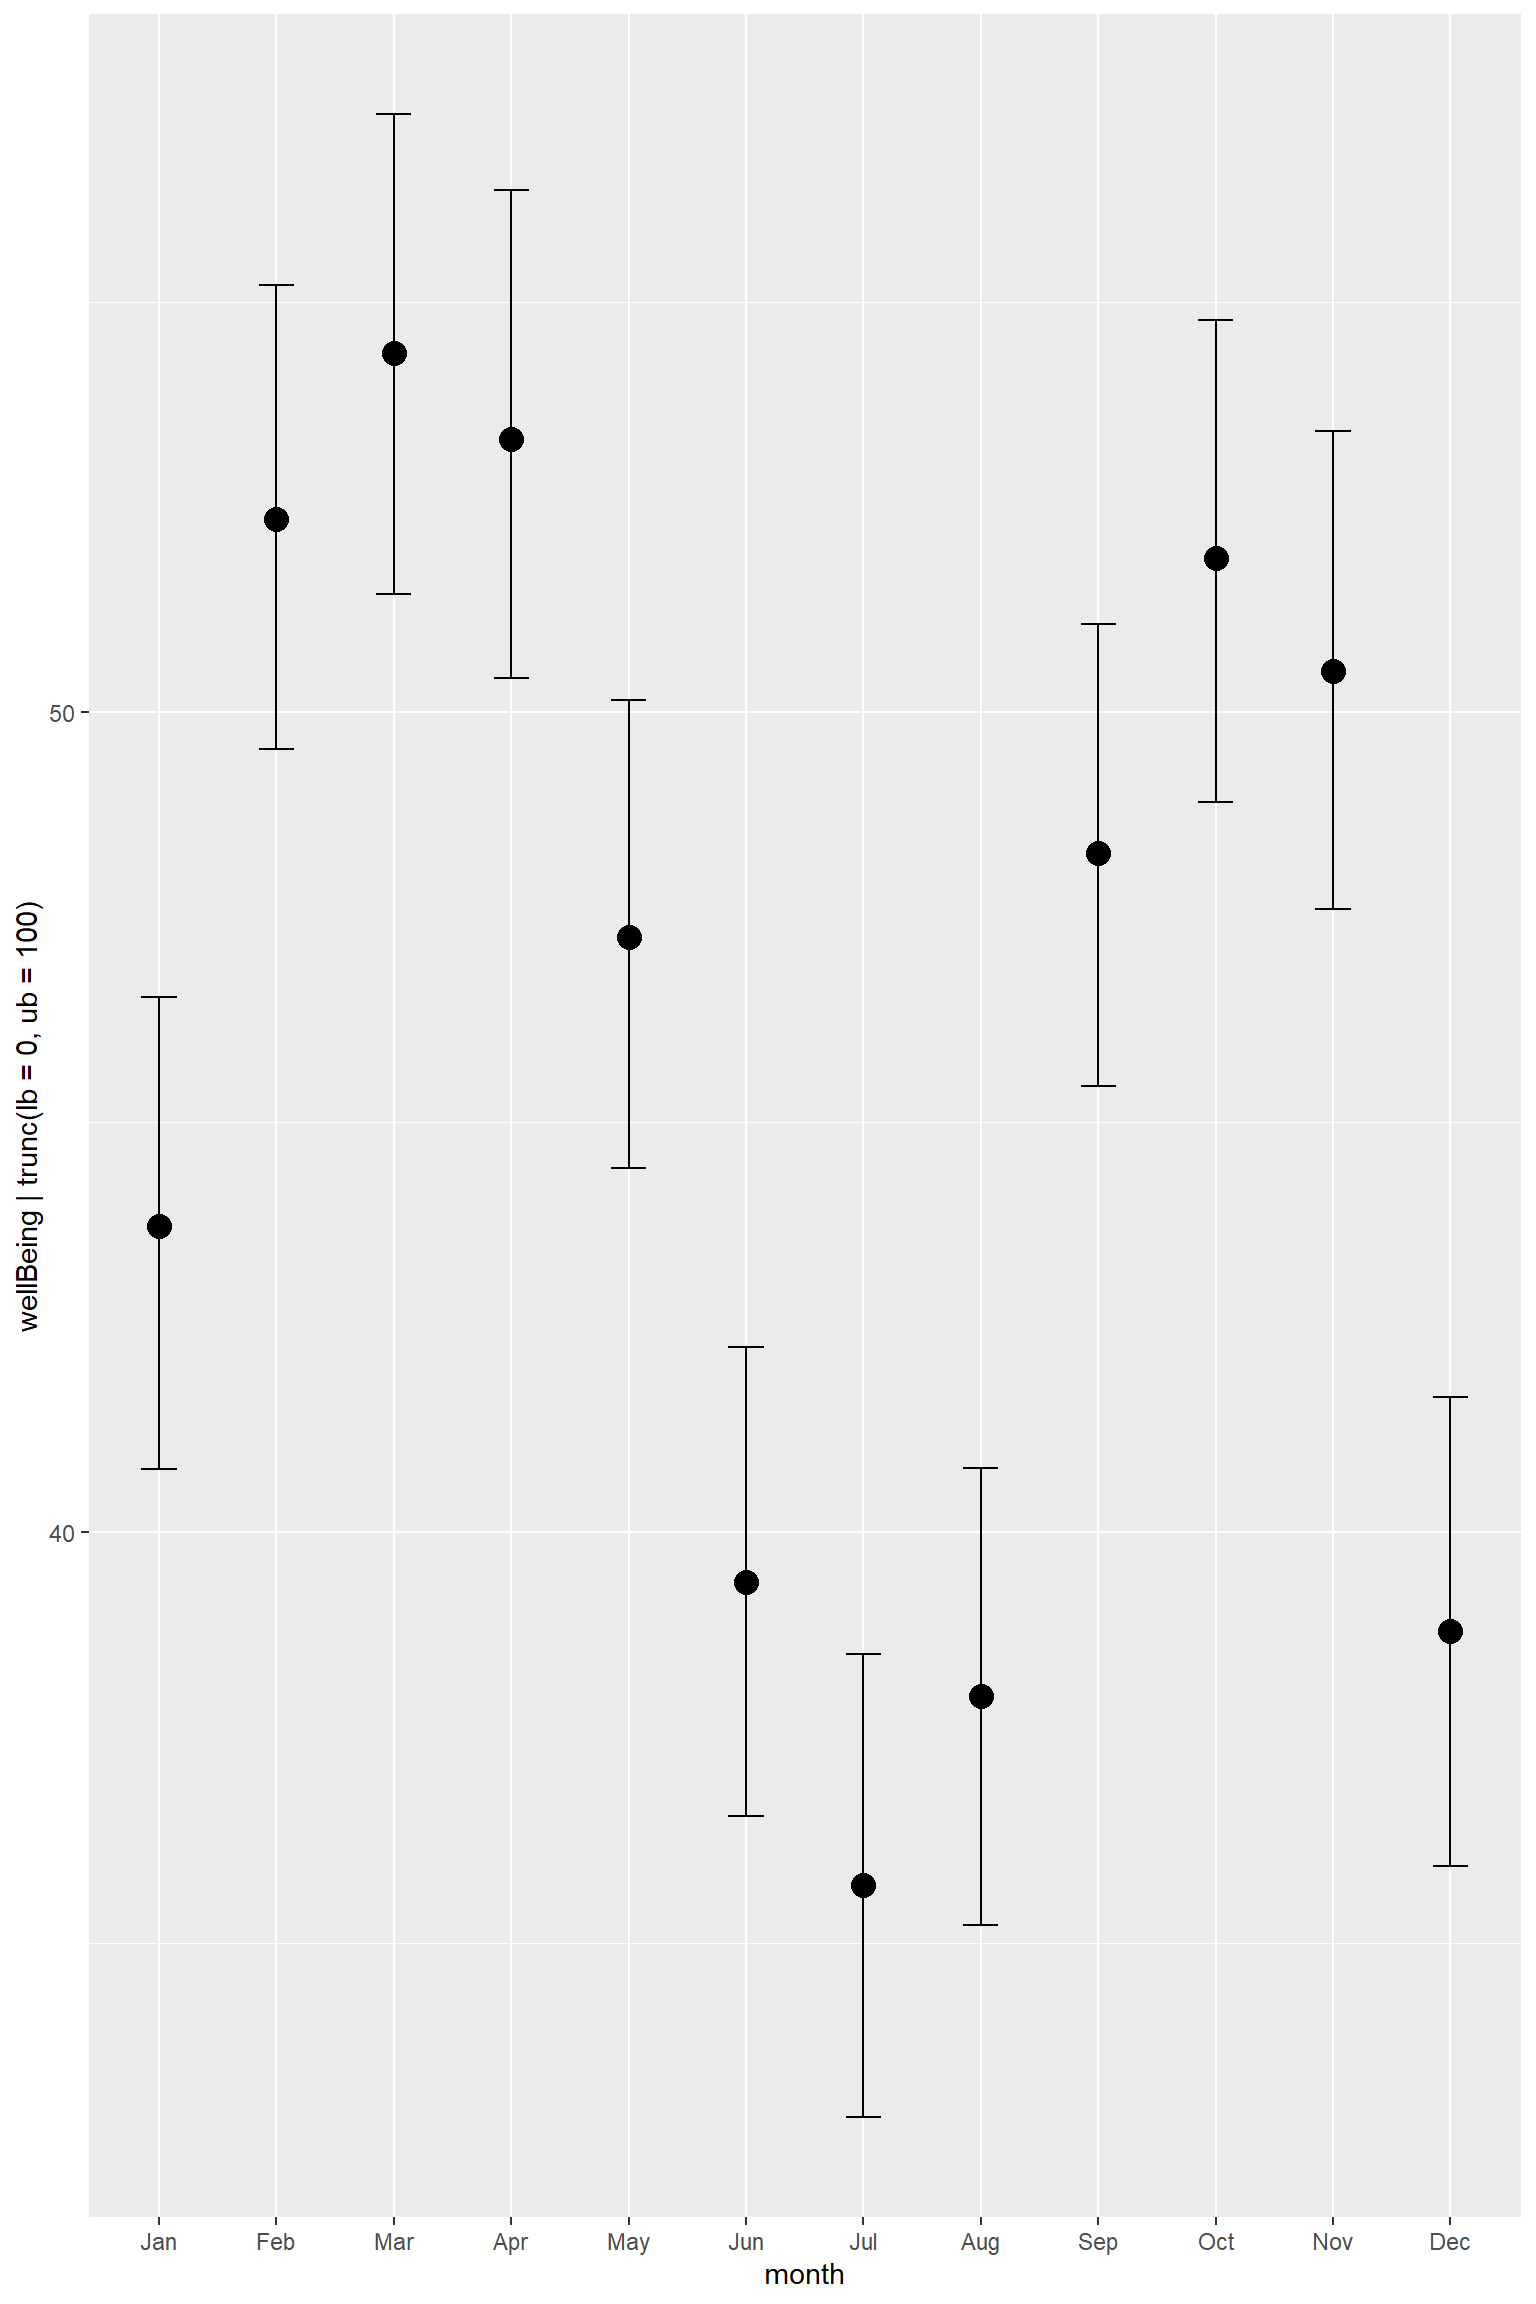 wellBeing | trunc(lb = 0, ub = 100)
50
40
Jan Feb Mar Apr May Jun Jul Aug Sep Oct Nov Dec
month